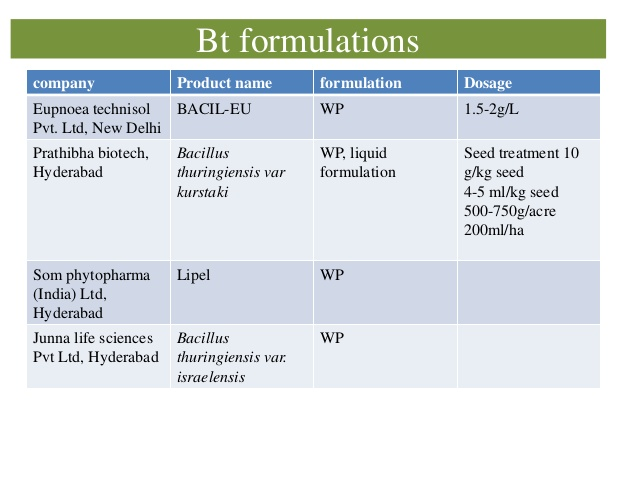 Bt formulations
company Product name formulation Dosage
Eupnoea technisol
Pvt. Ltd, New Delhi
BACIL-EU
WP
1.5-2g/L
Prathibha biotech,
Hyderabad
Bacillus
thuringiensis var
kurstaki
WP, liquid
formulation
Seed treatment 10
g/kg seed
4-5 ml/kg seed
500-750g/acre
200ml/ha
Som phytopharma
(India) Ltd,
Hyderabad
Lipel
WP
Junna life sciences
Pvt Ltd, Hyderabad
Bacillus
thuringiensis var.
israelensis
WP